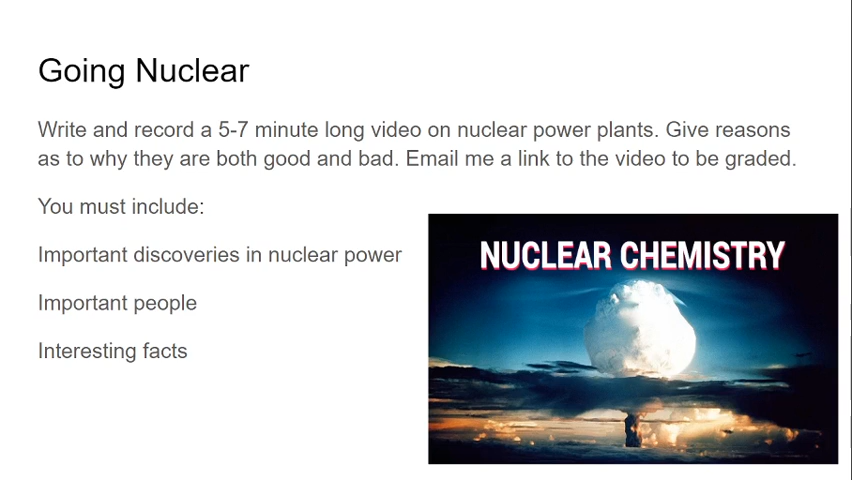 Going Nuclear
Write and record a 5-7 minute long video on nuclear power plants. Give reasons
as to why they are both good and bad. Email me a link to the video to be graded.
You must include:
Important discoveries in nuclear power
Important people
Interesting facts
NUCLEAR CHEMISTRY